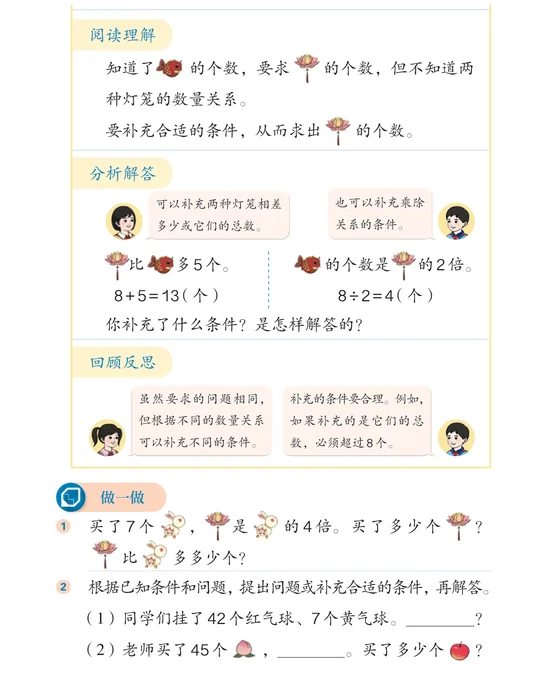 阅读理解
知道了 的个数，要求 的个数，但不知道两
种灯笼的数量关系。
要补充合适的条件，从而求出 的个数。
分析解答
可以补充两种灯笼相差
多少或它们的总数。
也可以补充乘除
关系的条件。
比 多5个。
8+5=13（个）
的个数是 的2倍。
8÷2=4（个）
你补充了什么条件？是怎样解答的？
回顾反思
虽然要求的问题相同，
但根据不同的数量关系
可以补充不同的条件。
补充的条件要合理。例如，
如果补充的是它们的总
数，必须超过8个。
做一做
1 买了7个 ， 是 的4倍。买了多少个 ？
比 多多少个？
2 根据已知条件和问题，提出问题或补充合适的条件，再解答。
（1）同学们挂了42个红气球、7个黄气球。________？
（2）老师买了45个 ，________。买了多少个 ？